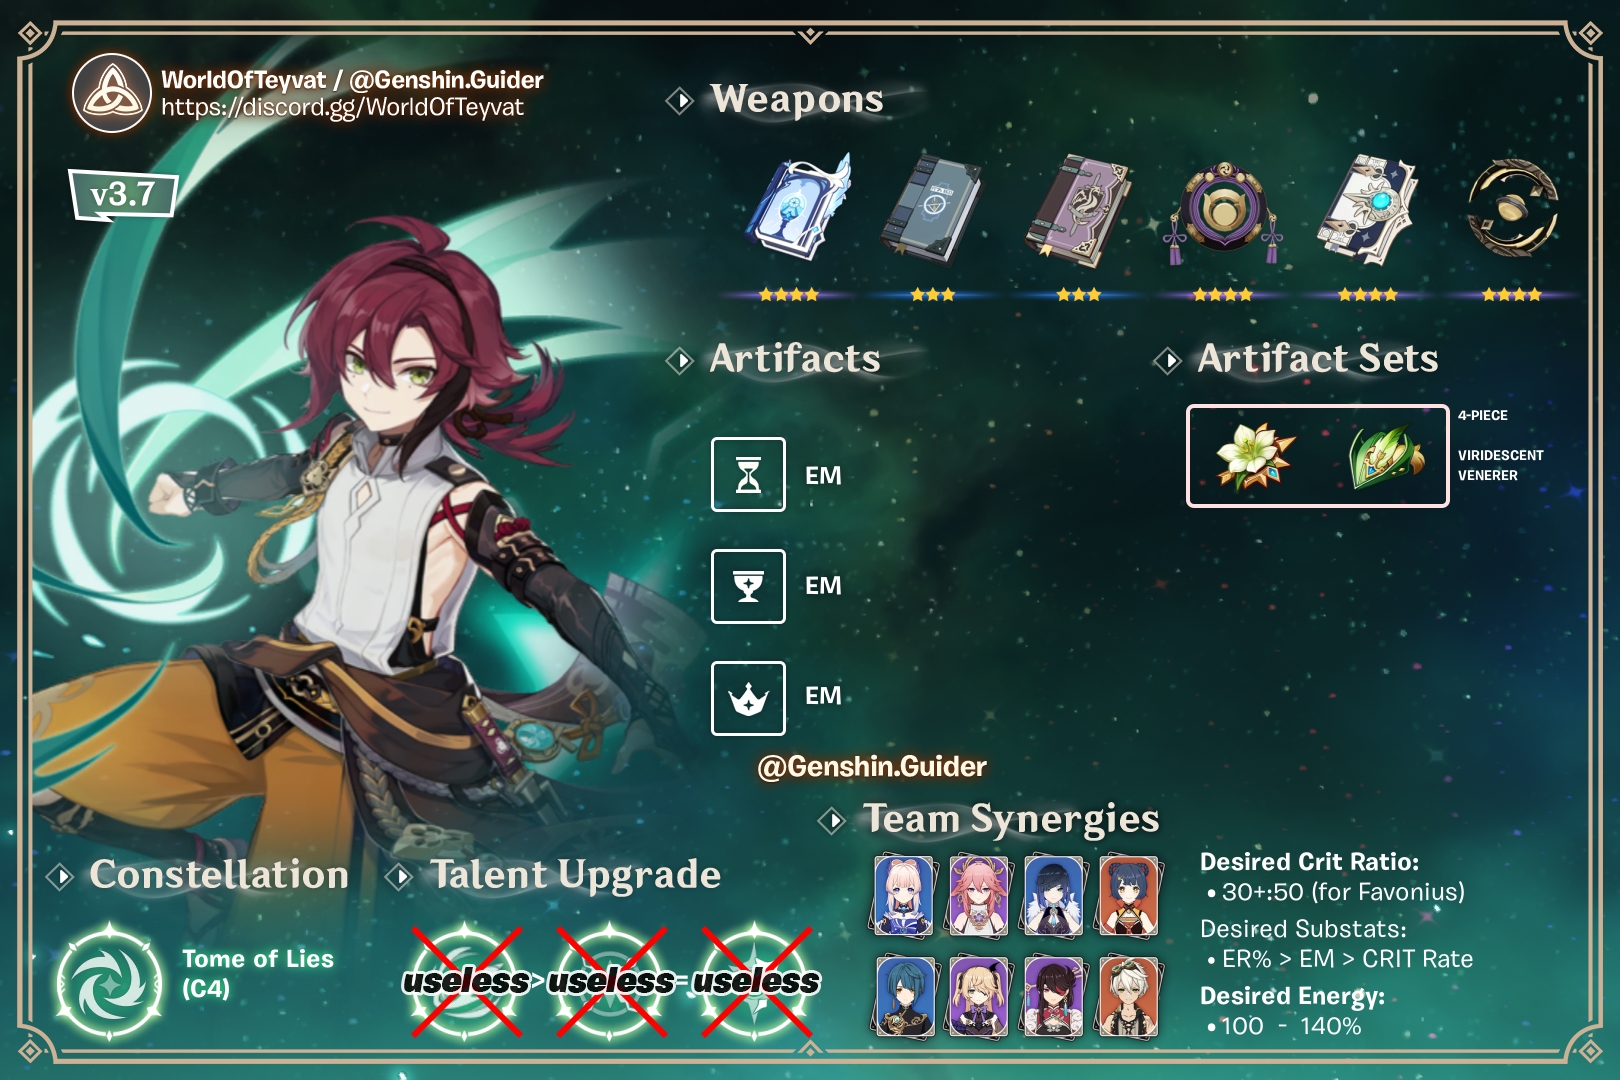 WorldOfTeyvat / @Genshin.Guider
https://discord.gg/WorldOfTeyvat
v3.7
Weapons
Artifacts
EM
EM
EM
Artifact Sets
4-PIECE
VIRIDESCENT
VENERER
@Genshin.Guider
Constellation
Tome of Lies
(C4)
Talent Upgrade
useless>useless=useless
Team Synergies
Desired Crit Ratio:
• 30+:50 (for Favonius)
Desired Substats:
• ER% > EM > CRIT Rate
Desired Energy:
• 100 - 140%